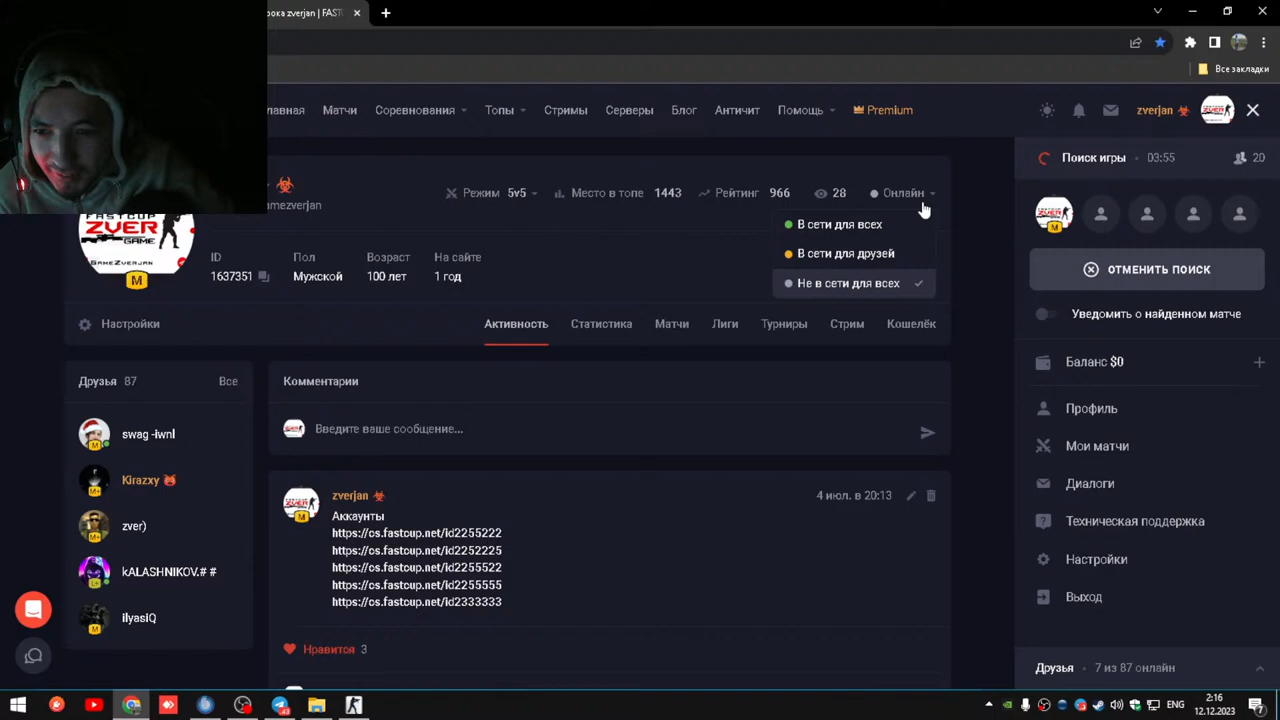 рока zverjan | FAST
Все закладки
лавная Матчи Соревнования Топы Стримы Серверы Блог Античит Помощь Premium zverjan
Поиск игры 03:55 20
Режим 5v5 Место в топе 1443 Рейтинг 966 28 Онлайн
mezverjan
В сети для всех
В сети для друзей
Не в сети для всех
FASTCUP
ZVER
GAME
GAMEZVERJAN
M
ID Пол Возраст На сайте
1637351 Мужской 100 лет 1 год
ОТМЕНИТЬ ПОИСК
Уведомить о найденном матче
Настройки Активность Статистика Матчи Лиги Турниры Стрим Кошелёк
Баланс $0
Друзья 87 Все
Комментарии
Введите ваше сообщение...
swag -iwnl
Kirazxy
zver)
kALASHNIKOV.# #
ilyasIQ
zverjan 4 июл. в 20:13
Аккаунты
https://cs.fastcup.net/id2255222
https://cs.fastcup.net/id2252225
https://cs.fastcup.net/id2255522
https://cs.fastcup.net/id2255555
https://cs.fastcup.net/id2333333
Нравится 3
Профиль
Мои матчи
Диалоги
Техническая поддержка
Настройки
Выход
Друзья 7 из 87 онлайн
ENG
2:16
12.12.2023